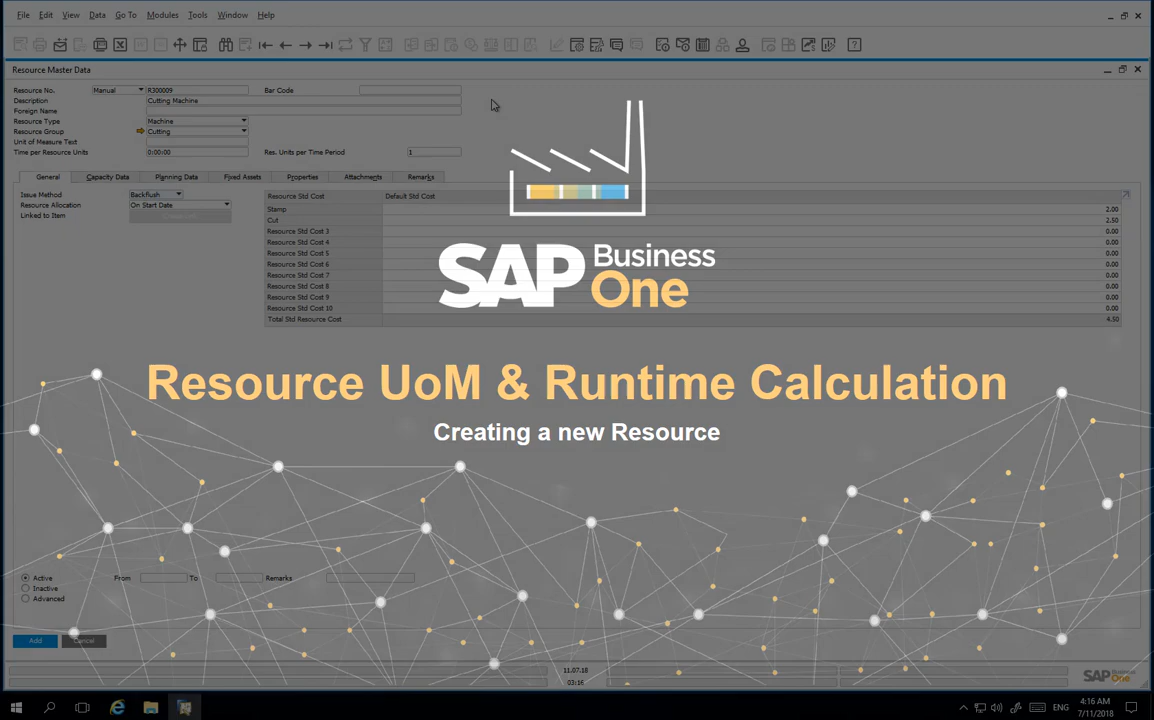 File Edit View Data Go To Modules Tools Window Help
Resource Master Data
Resource No. Manual R300009 Bar Code
Description Cutting Machine
Foreign Name
Resource Type Machine
Resource Group Cutting
Unit of Measure Text
Time per Resource Units 0:00:00 Res. Units per Time Period 1
General Capacity Data Planning Data Fixed Assets Properties Attachments Remarks
Issue Method Backflush
Resource Allocation On Start Date
Linked to Item
Resource Std Cost Default Std Cost
Stamp 2.00
Cut 2.50
Resource Std Cost 3 0.00
Resource Std Cost 4 0.00
Resource Std Cost 5 0.00
Resource Std Cost 6 0.00
Resource Std Cost 7 0.00
Resource Std Cost 8 0.00
Resource Std Cost 9 0.00
Resource Std Cost 10 0.00
Total Std Resource Cost 4.50
SAP Business One
Resource UoM & Runtime Calculation
Creating a new Resource
Active From To Remarks
Inactive
Advanced
Add Cancel
11.07.18
03:16
SAP Business One
ENG 4:16 AM
7/11/2018